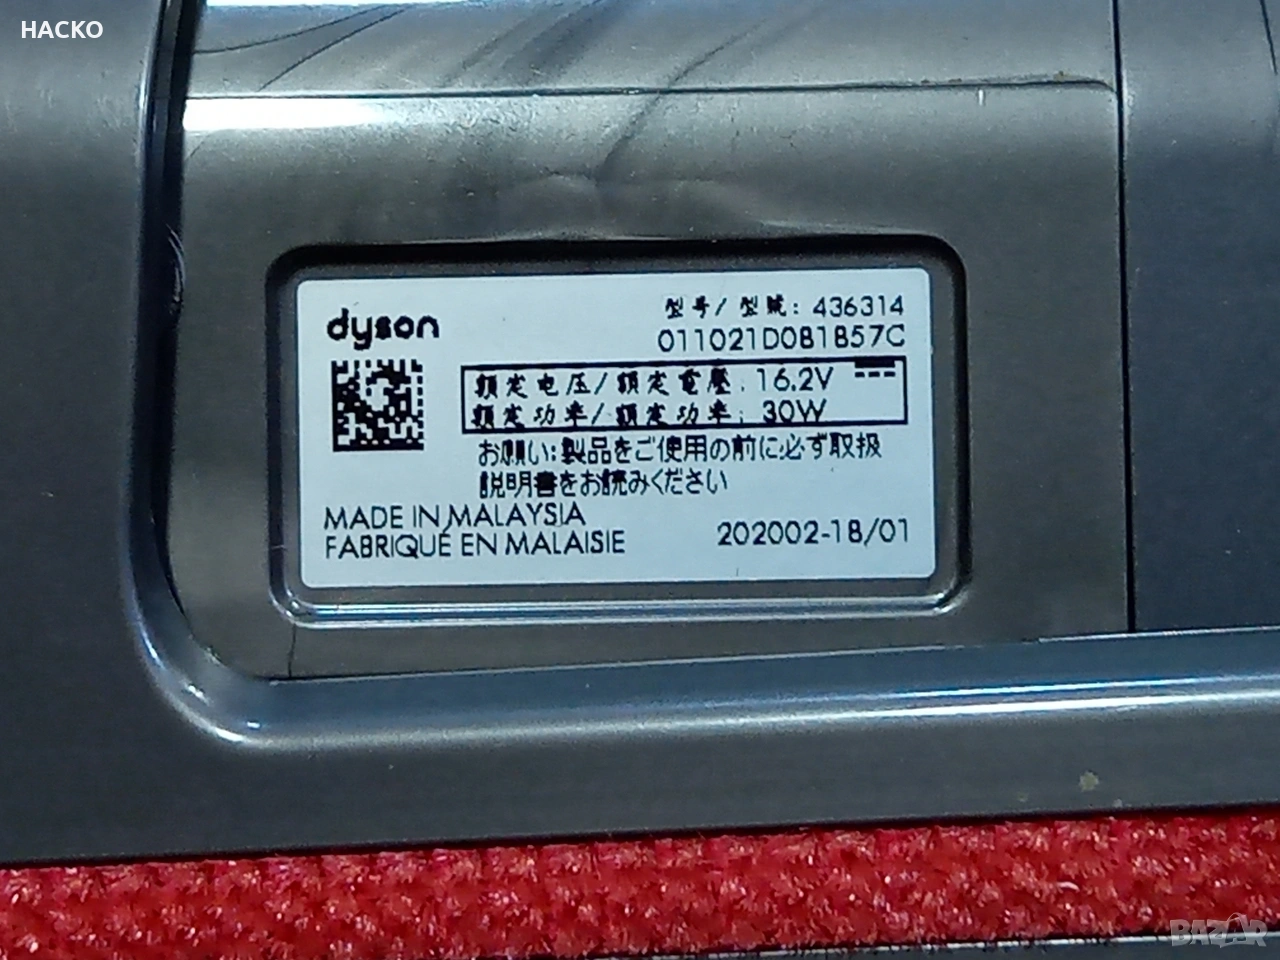 HACKO
dyson
型号/型號: 436314
011021D081857C
额定电压/額定電壓: 16.2V
额定功率/額定功率: 30W
お願い:製品をご使用の前に必ず取扱
説明書をお読みください
MADE IN MALAYSIA
FABRIQUÉ EN MALAISIE
202002-18/01
BAZAR